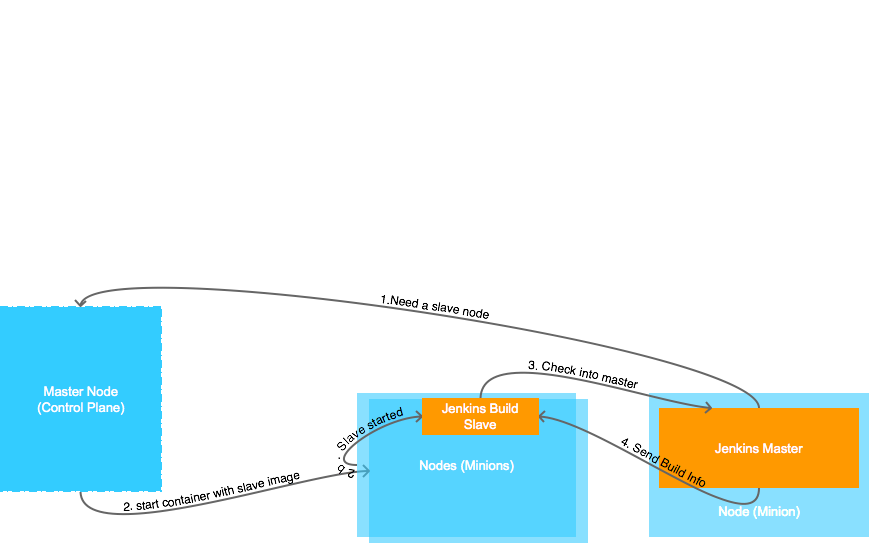 1.Need a slave node
3. Check into master
Master Node
(Control Plane)
Jenkins Build
Slave
2 b. Slave started
Jenkins Master
4. Send Build Info
Nodes (Minions)
2. start container with slave image
Node (Minion)